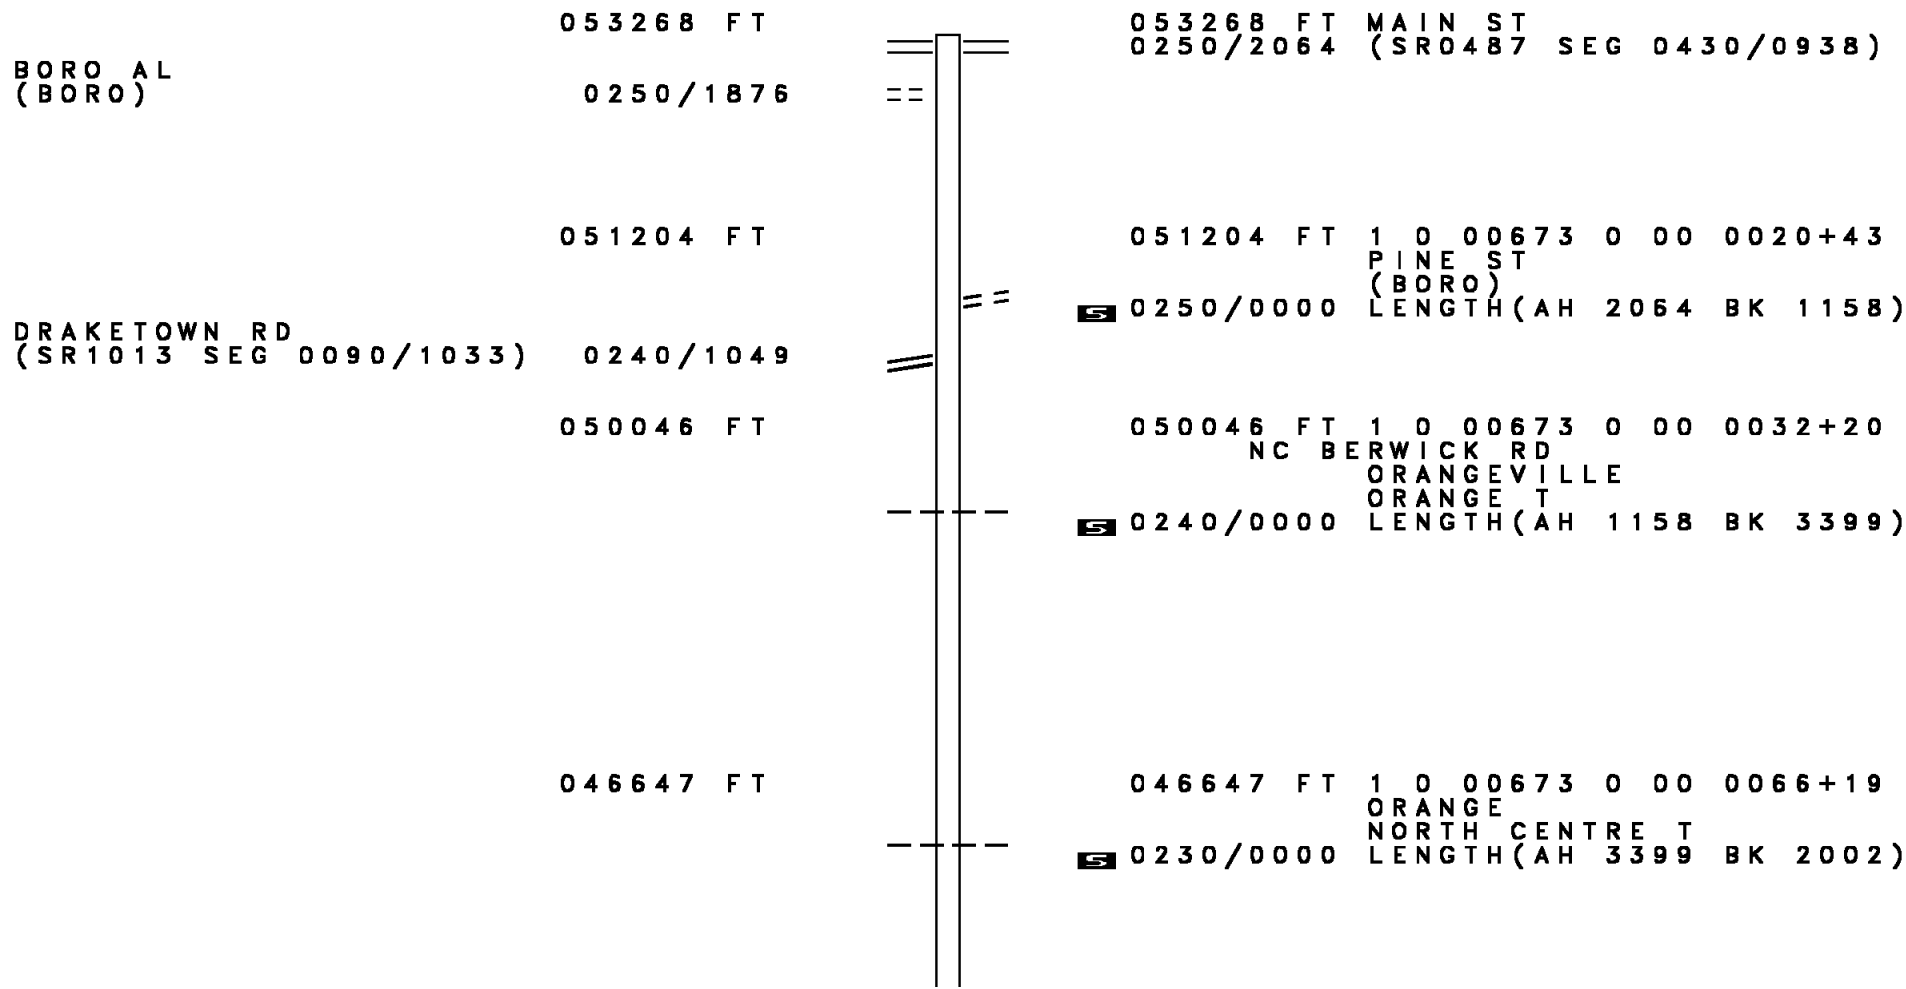 053268 FT 053268 FT MAIN ST
0250/2064 (SR0487 SEG 0430/0938)
BORO AL
(BORO) 0250/1876
051204 FT 051204 FT 1 0 00673 0 00 0020+43
PINE ST
(BORO)
S 0250/0000 LENGTH(AH 2064 BK 1158)
DRAKETOWN RD
(SR1013 SEG 0090/1033) 0240/1049
050046 FT 050046 FT 1 0 00673 0 00 0032+20
NC BERWICK RD
ORANGEVILLE
ORANGE T
S 0240/0000 LENGTH(AH 1158 BK 3399)
046647 FT 046647 FT 1 0 00673 0 00 0066+19
ORANGE
NORTH CENTRE T
S 0230/0000 LENGTH(AH 3399 BK 2002)